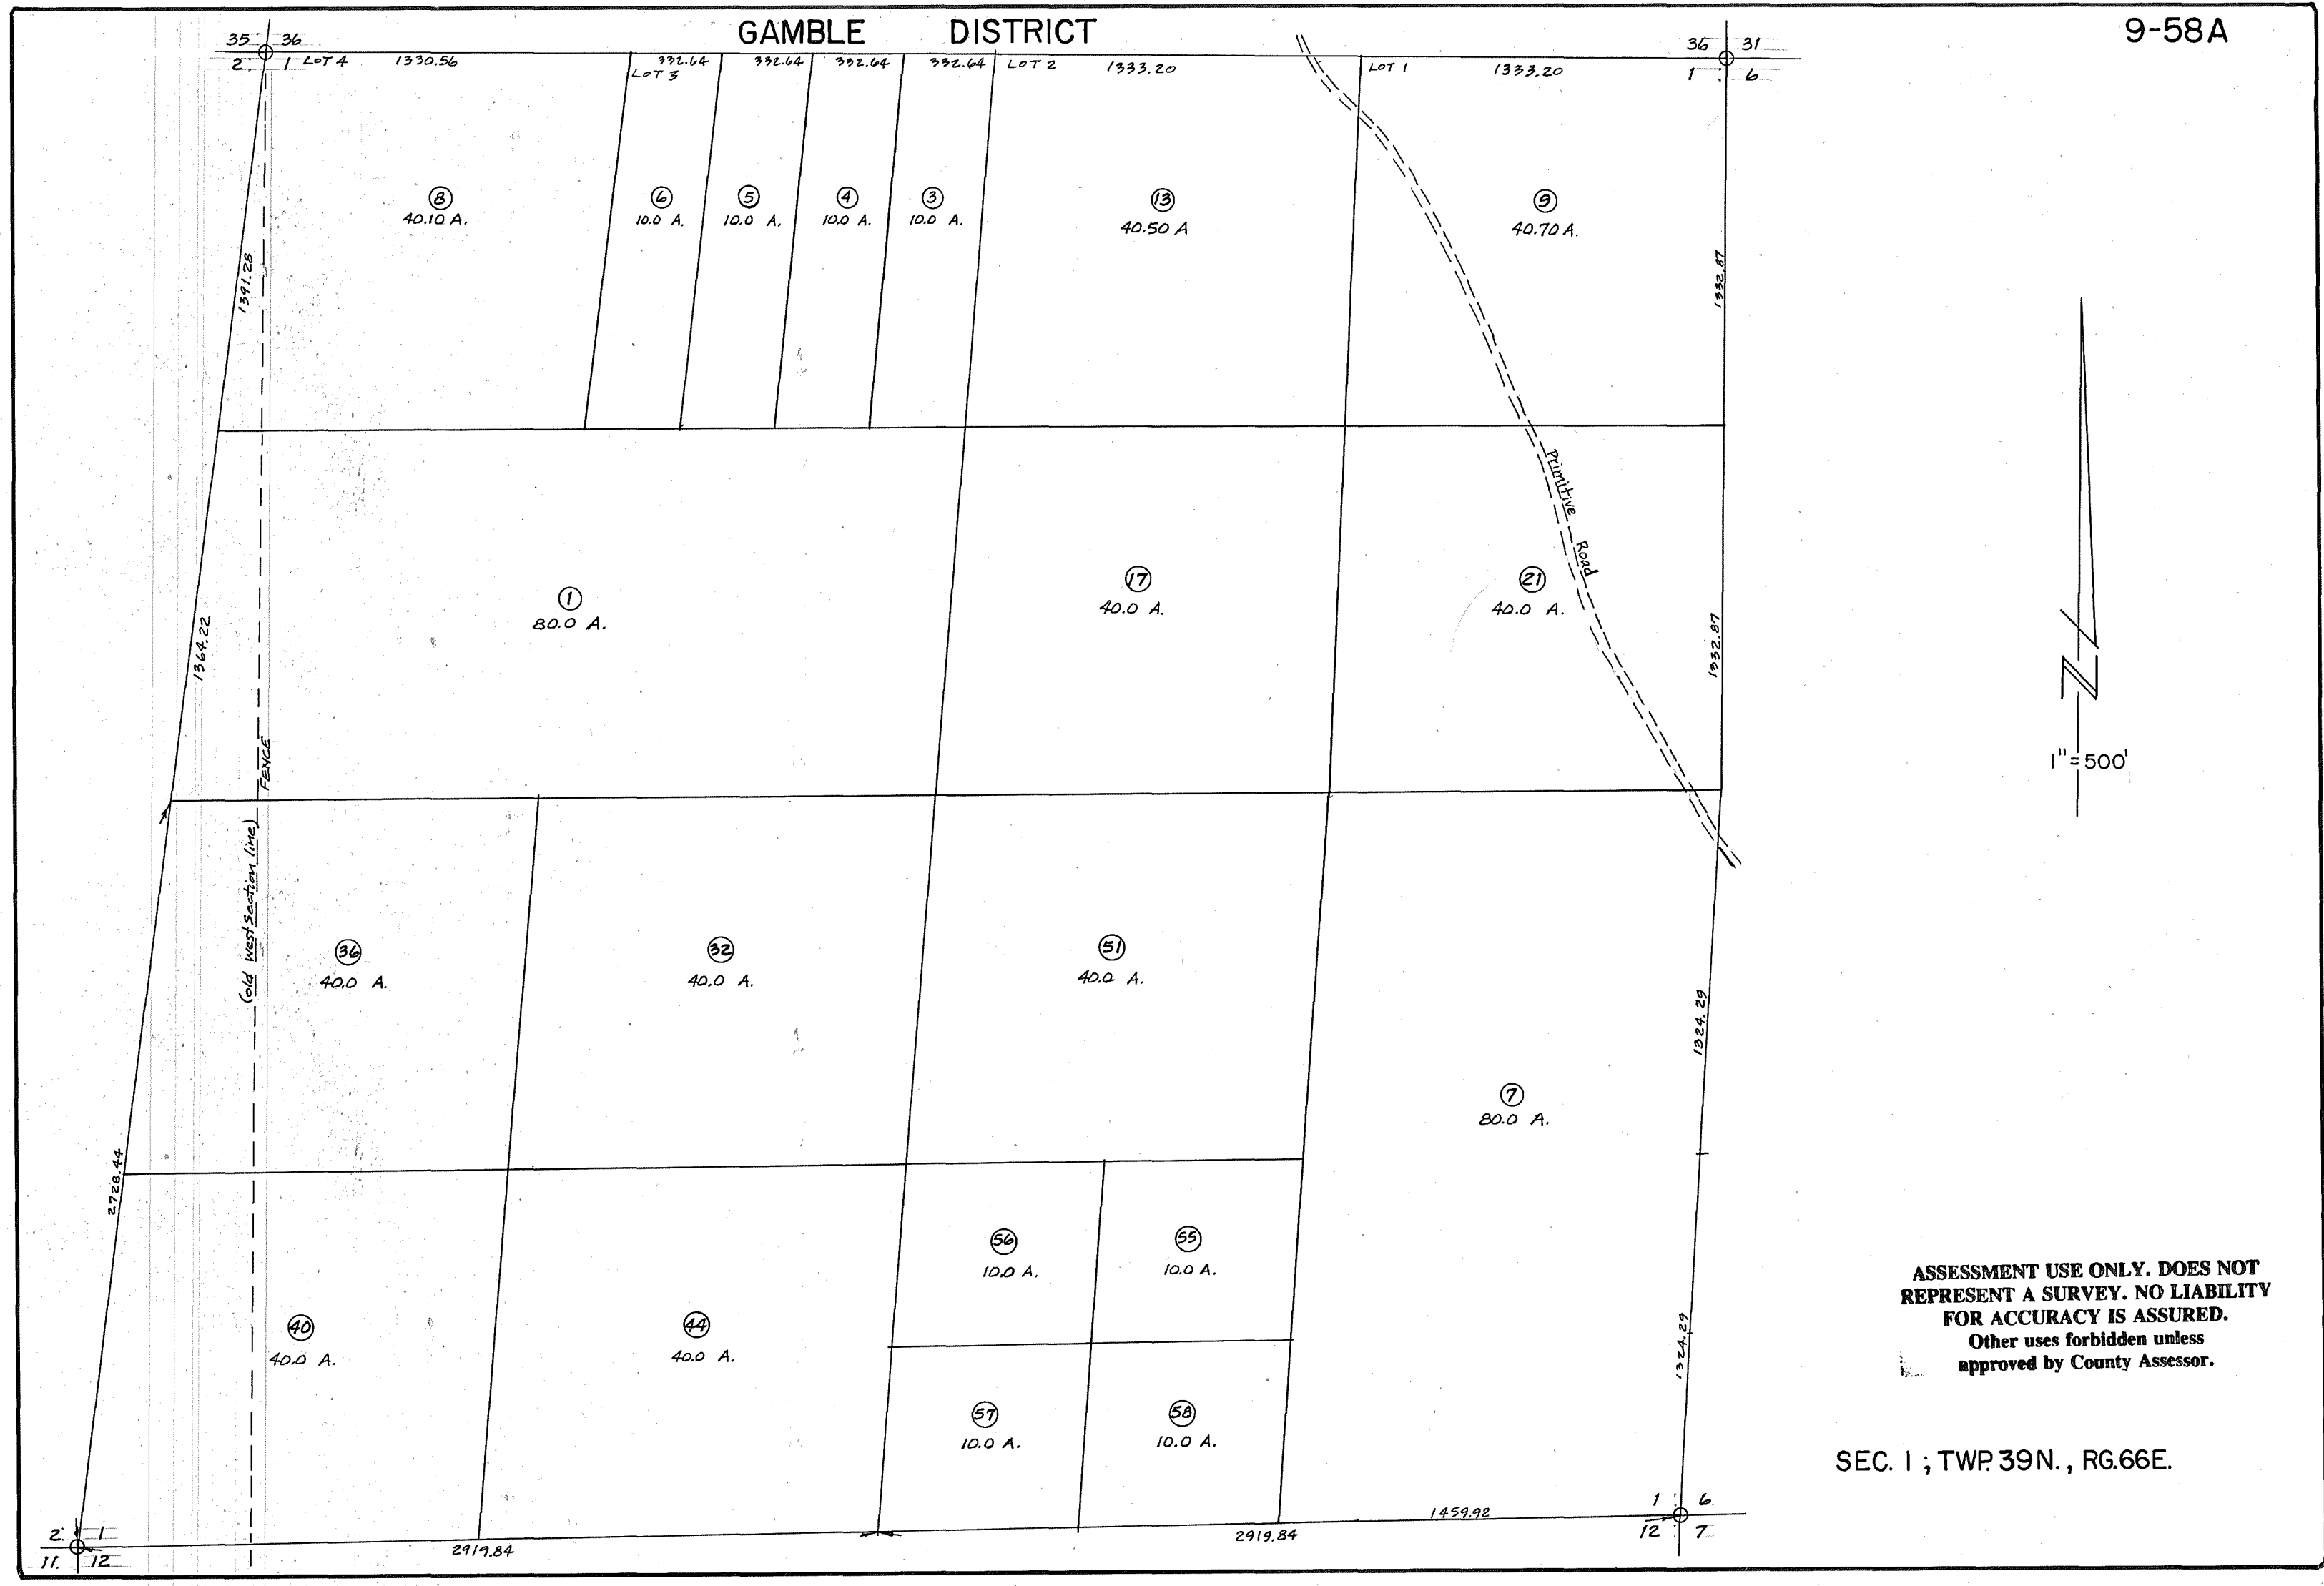 GAMBLE DISTRICT
9-58A
35 36
2 1
LOT 4 1330.56
332.64 332.64 332.64 332.64
LOT 3
LOT 2 1333.20
LOT 1 1333.20
36 31
1 6
8
40.10 A.
6
10.0 A.
5
10.0 A.
4
10.0 A.
3
10.0 A.
13
40.50 A
9
40.70 A.
1391.28
1332.87
Primitive Road
1
80.0 A.
17
40.0 A.
21
40.0 A.
1364.22
1332.87
FENCE
(old west section line)
1"=500'
N
36
40.0 A.
32
40.0 A.
51
40.0 A.
1324.29
7
80.0 A.
2728.44
56
10.0 A.
55
10.0 A.
40
40.0 A.
44
40.0 A.
1324.29
57
10.0 A.
58
10.0 A.
ASSESSMENT USE ONLY. DOES NOT
REPRESENT A SURVEY. NO LIABILITY
FOR ACCURACY IS ASSURED.
Other uses forbidden unless
approved by County Assessor.
SEC. 1 ; TWP. 39 N. , RG. 66 E.
2 1
11 12
2919.84
2919.84
1459.92
1 6
12 7